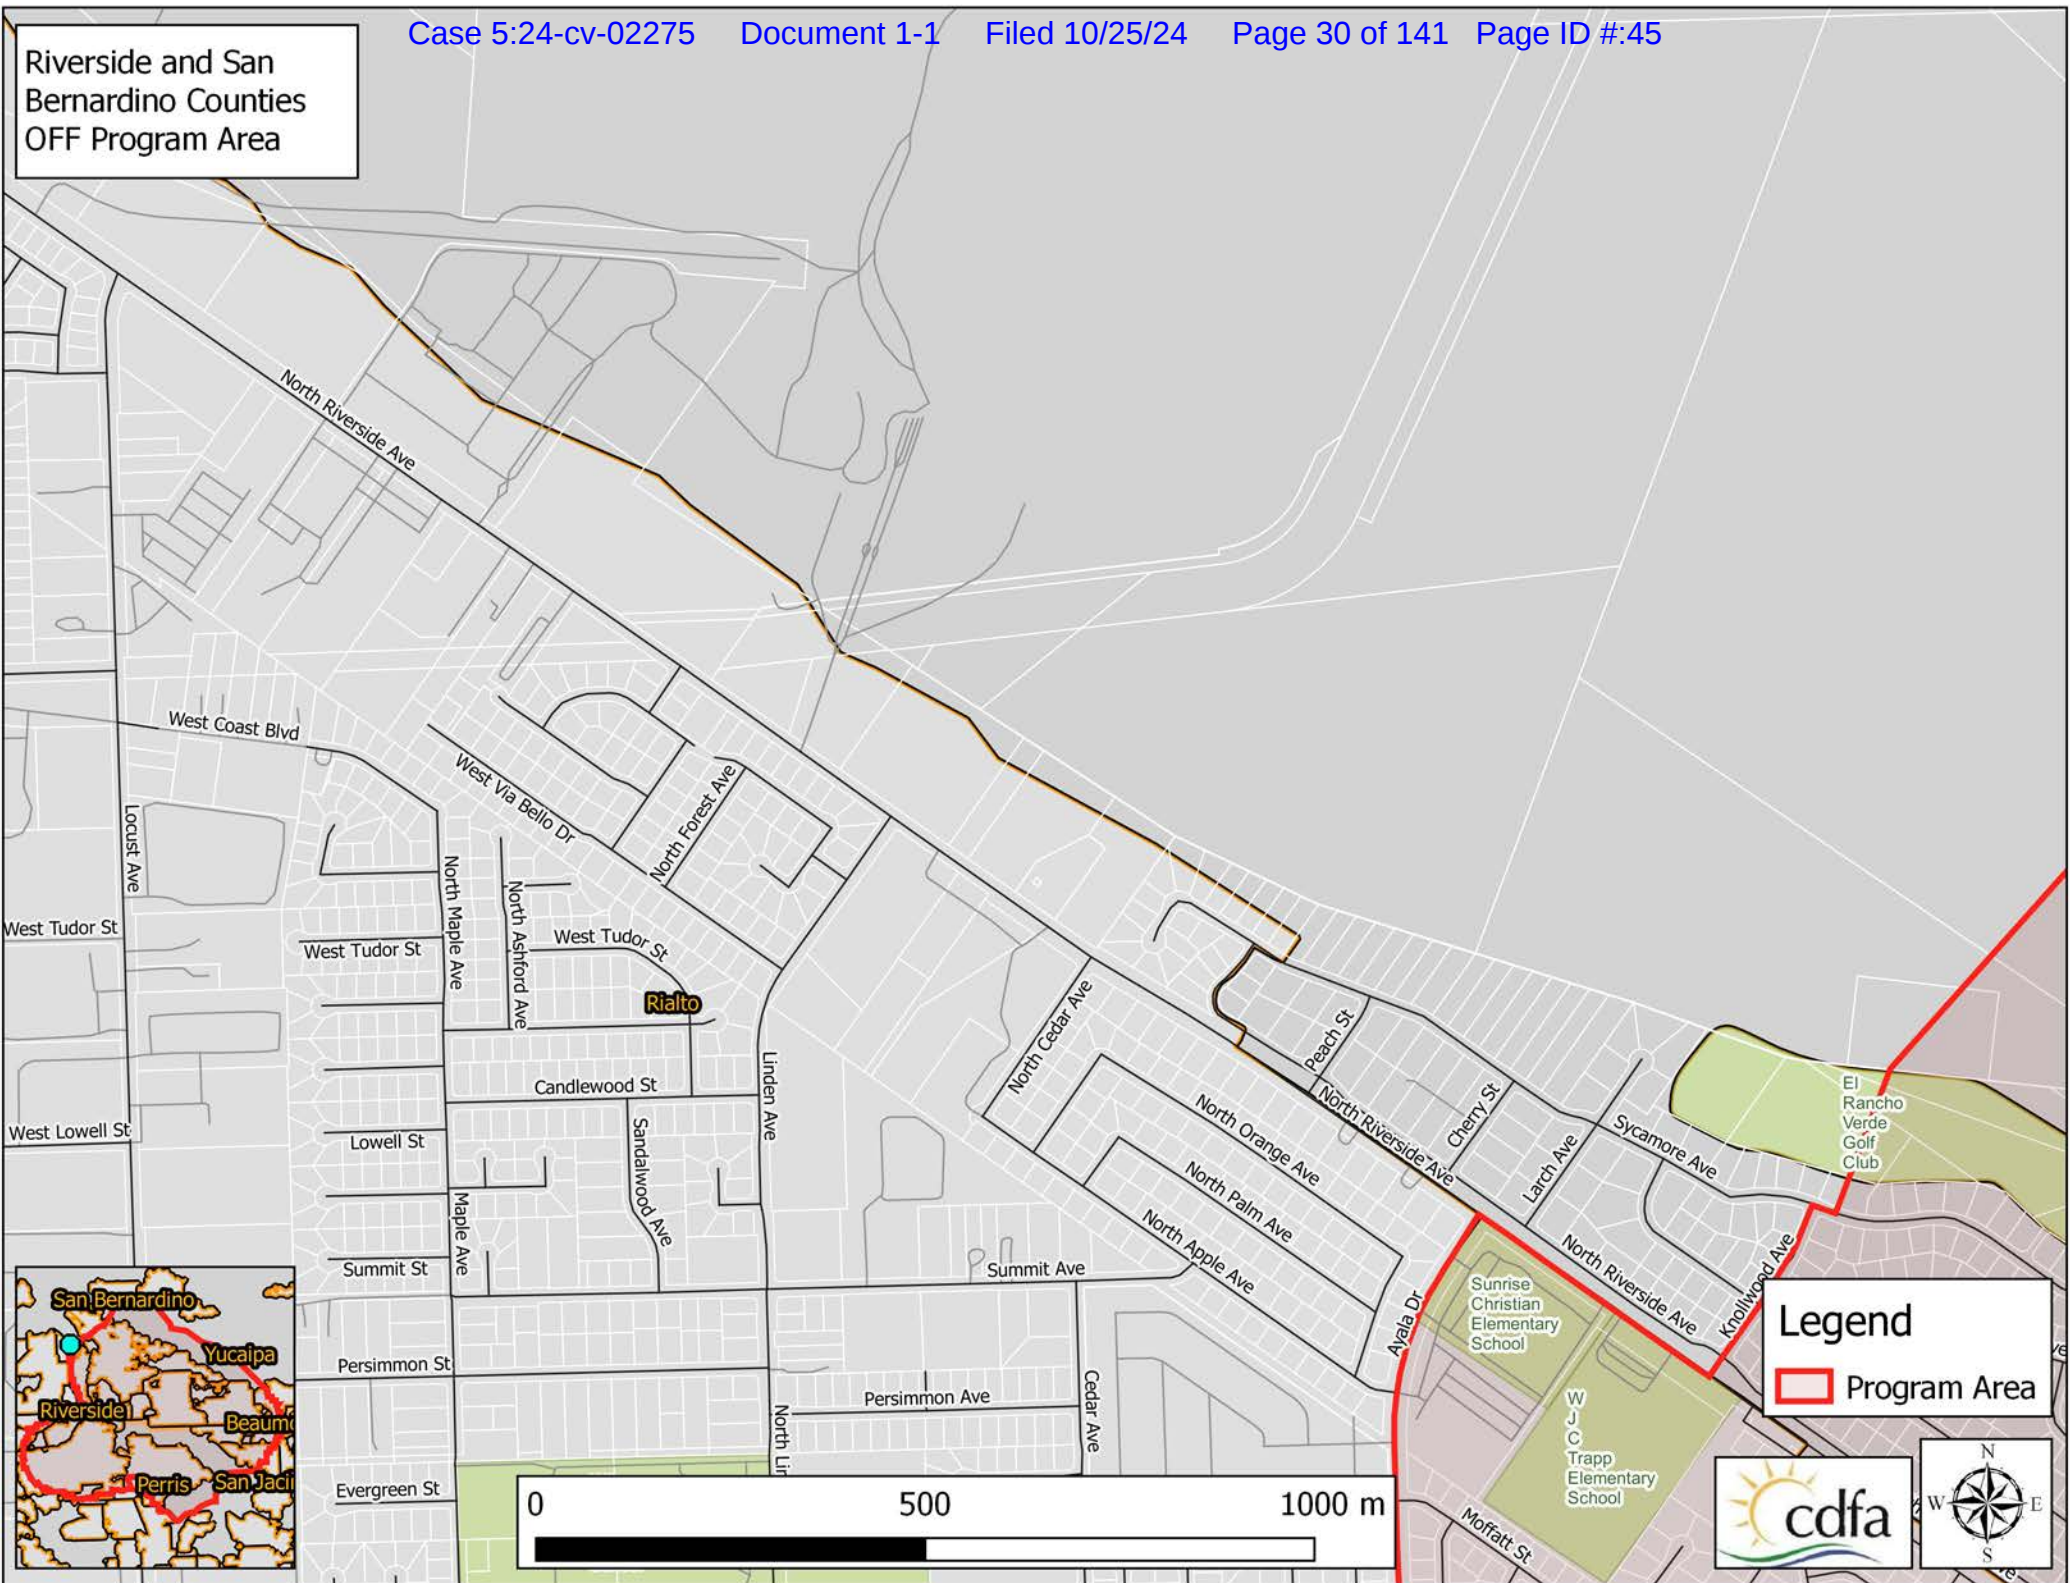 Case 5:24-cv-02275 Document 1-1 Filed 10/25/24 Page 30 of 141 Page ID #:45
Riverside and San
Bernardino Counties
OFF Program Area
North Riverside Ave
West Coast Blvd
West Via Bello Dr
North Forest Ave
Locust Ave
North Maple Ave
North Ashford Ave
West Tudor St
West Tudor St
West Tudor St
Rialto
North Cedar Ave
Peach St
Linden Ave
Candlewood St
Sandalwood Ave
West Lowell St
Lowell St
North Orange Ave
North Riverside Ave
Cherry St
Larch Ave
Sycamore Ave
El
Rancho
Verde
Golf
Club
North Palm Ave
North Apple Ave
Maple Ave
Summit St
Summit Ave
Ayala Dr
Sunrise
Christian
Elementary
School
North Riverside Ave
Knollwood Ave
Persimmon St
Persimmon Ave
Cedar Ave
North Lin
Evergreen St
W
J
C
Trapp
Elementary
School
Moffatt St
San Bernardino
Yucaipa
Riverside
Beaumo
Perris
San Jaci
0 500 1000 m
Legend
Program Area
cdfa
N
W
E
S